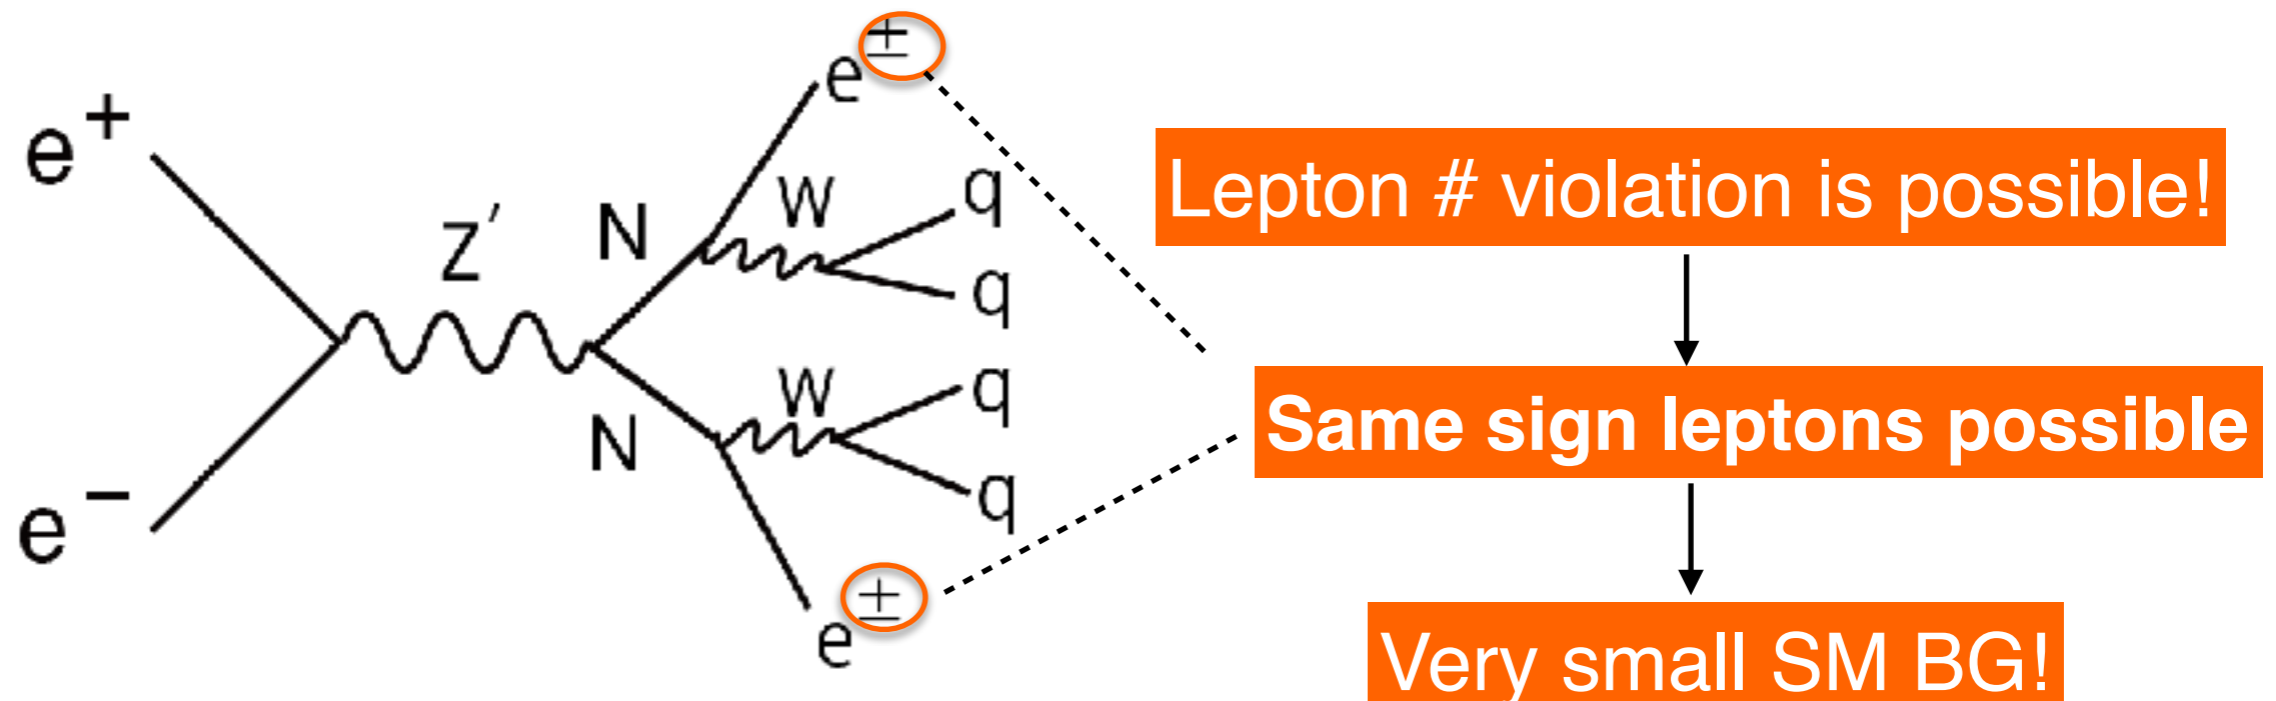 e⁺
e⁻
Z′
N
N
e±
W
q
q
W
q
q
e±
Lepton # violation is possible!
Same sign leptons possible
Very small SM BG!